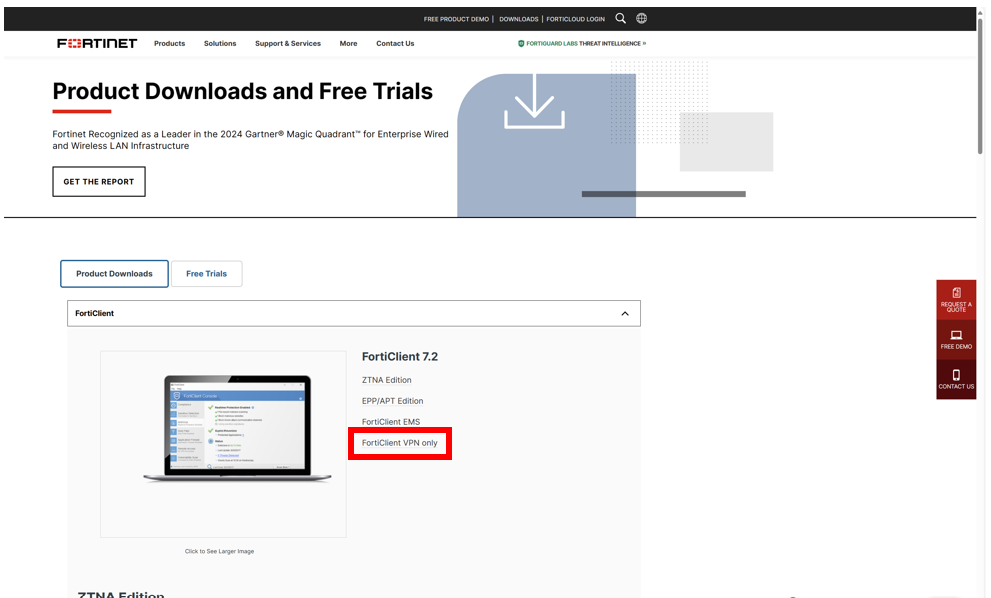 FREE PRODUCT DEMO | DOWNLOADS | FORTICLOUD LOGIN
FORTINET Products Solutions Support & Services More Contact Us FORTIGUARD LABS THREAT INTELLIGENCE »
Product Downloads and Free Trials
Fortinet Recognized as a Leader in the 2024 Gartner® Magic Quadrant™ for Enterprise Wired
and Wireless LAN Infrastructure
GET THE REPORT
Product Downloads Free Trials
REQUEST A
QUOTE
FREE DEMO
CONTACT US
FortiClient
FortiClient 7.2
ZTNA Edition
EPP/APT Edition
FortiClient EMS
FortiClient VPN only
Click to See Larger Image
ZTNA Edition